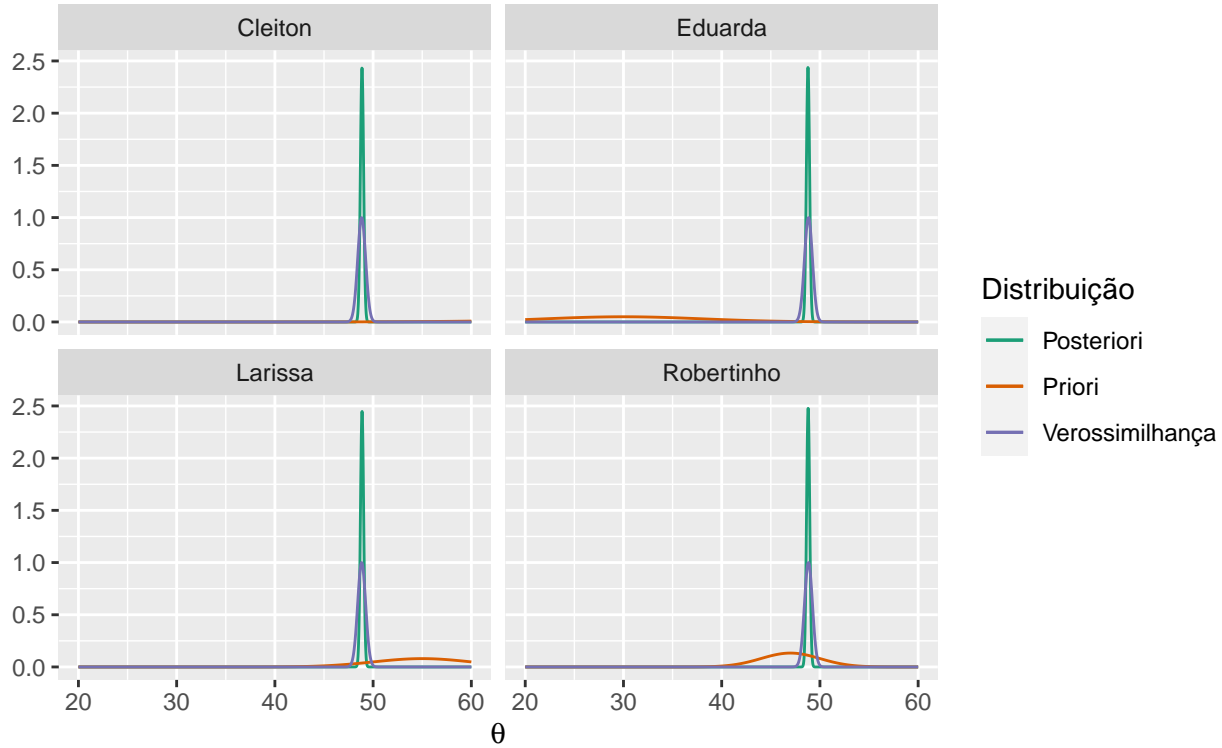 Cleiton
Eduarda
2.5
2.0
1.5
1.0
0.5
0.0
Larissa
Robertinho
2.5
2.0
1.5
1.0
0.5
0.0
20 30 40 50 60 20 30 40 50 60
θ
Distribuição
Posteriori
Priori
Verossimilhança